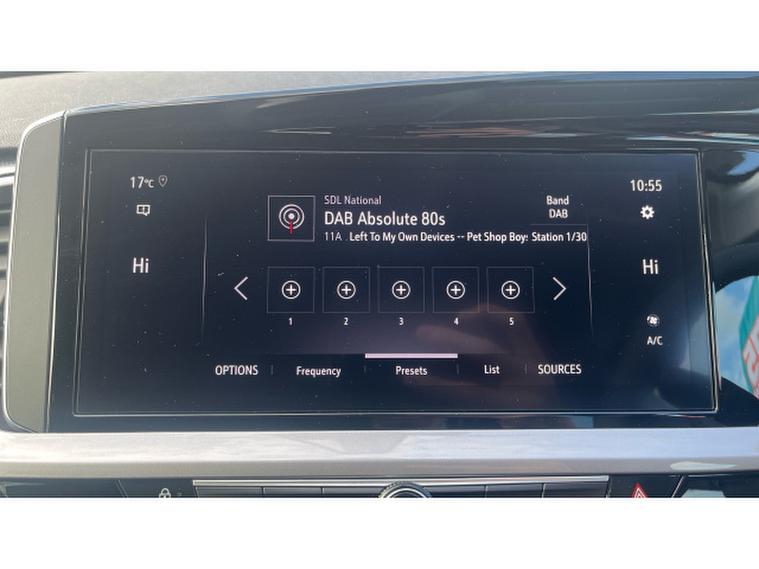 17°C
10:55
SDL National
Band
DAB Absolute 80s
DAB
11A Left To My Own Devices -- Pet Shop Boy: Station 1/30
Hi
Hi
1 2 3 4 5
A/C
OPTIONS Frequency Presets List SOURCES